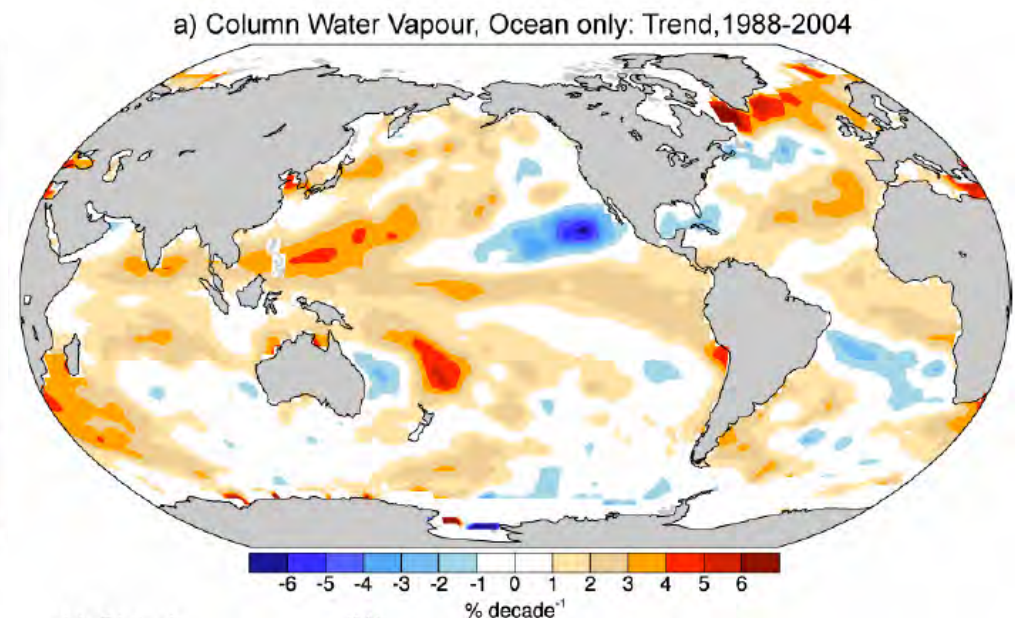 a) Column Water Vapour, Ocean only: Trend,1988-2004
-6 -5 -4 -3 -2 -1 0 1 2 3 4 5 6
% decade⁻¹